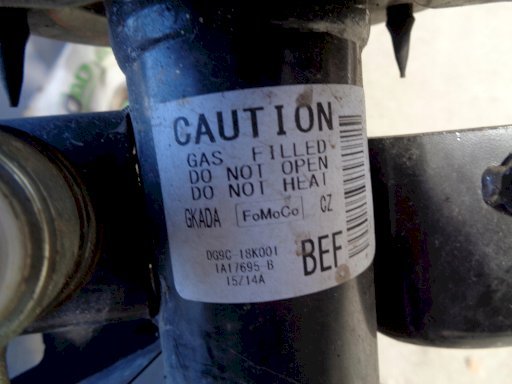 CAUTION
GAS FILLED
DO NOT OPEN
DO NOT HEAT
GKADA FoMoCo CZ
DG9C-18K001 BEF
1A17695-B
15/14A